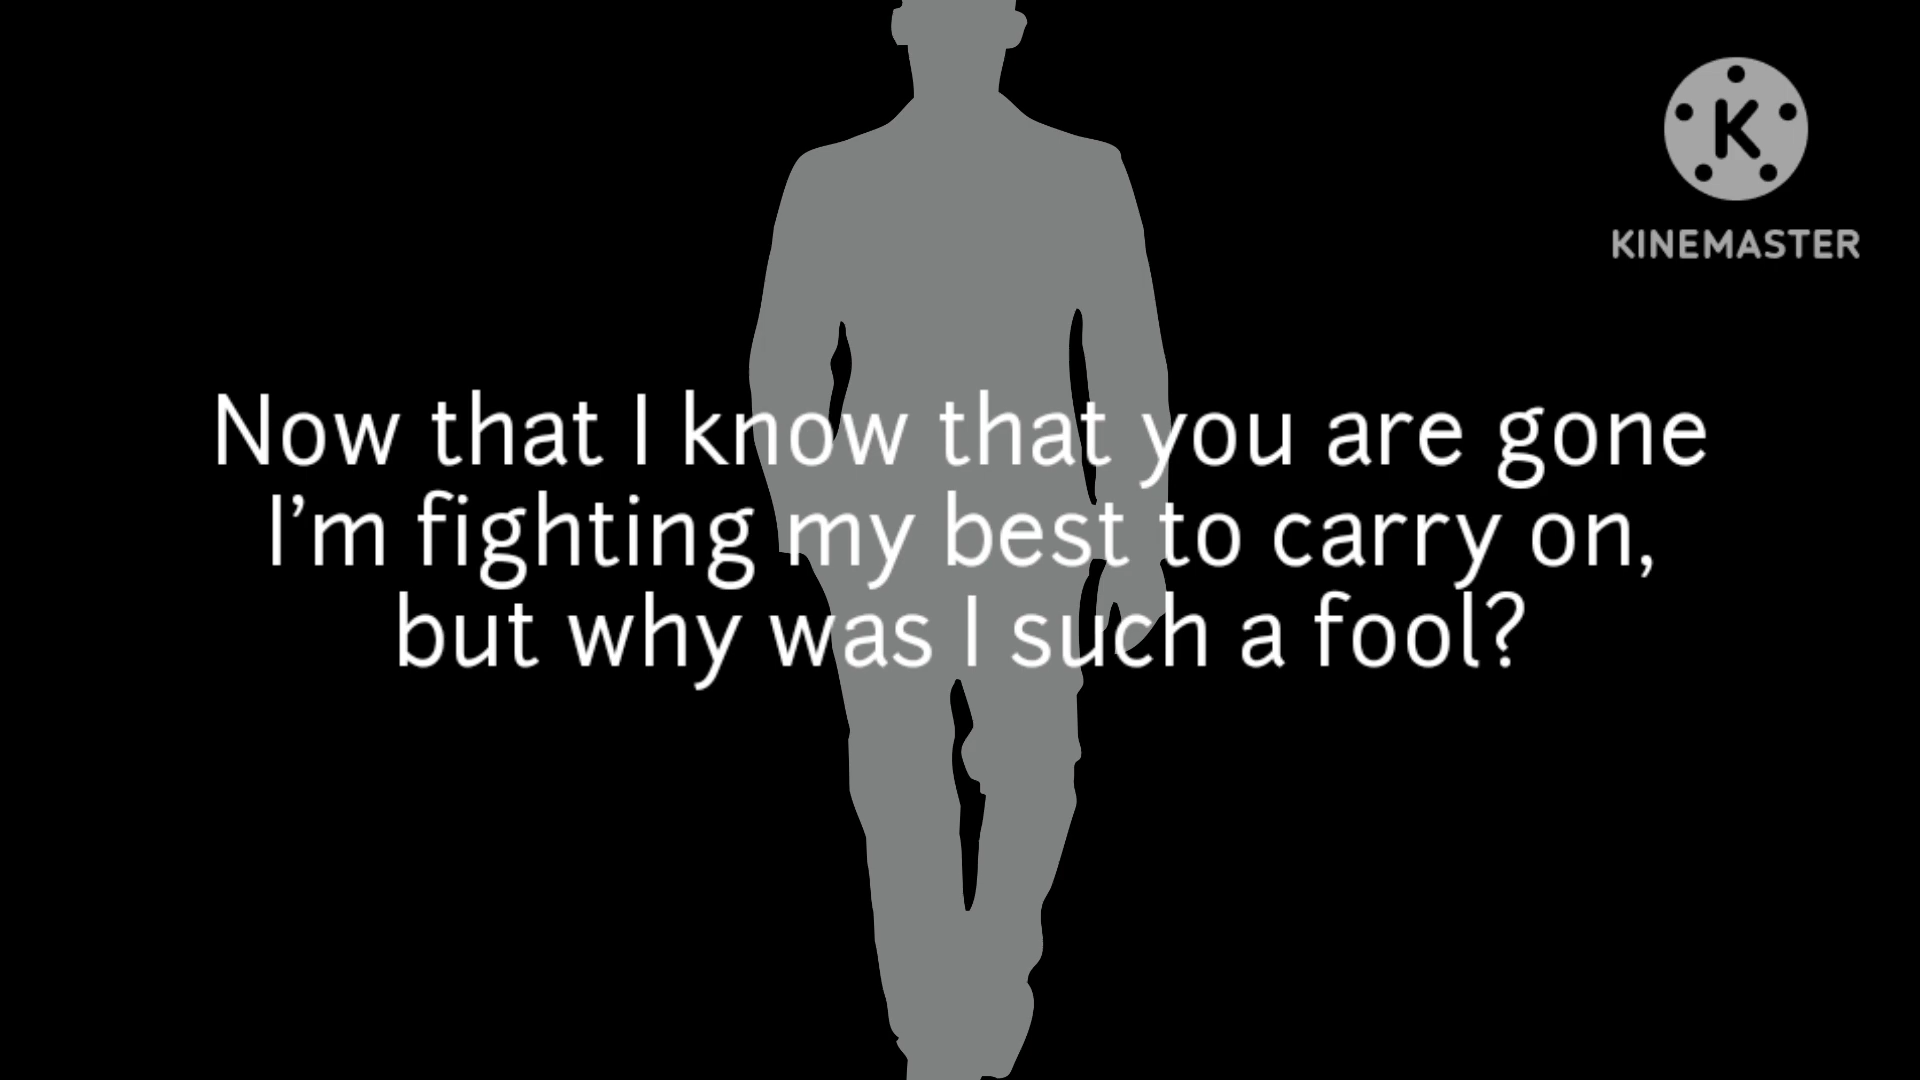 K
KINEMASTER
Now that I know that you are gone
I’m fighting my best to carry on,
but why was I such a fool?